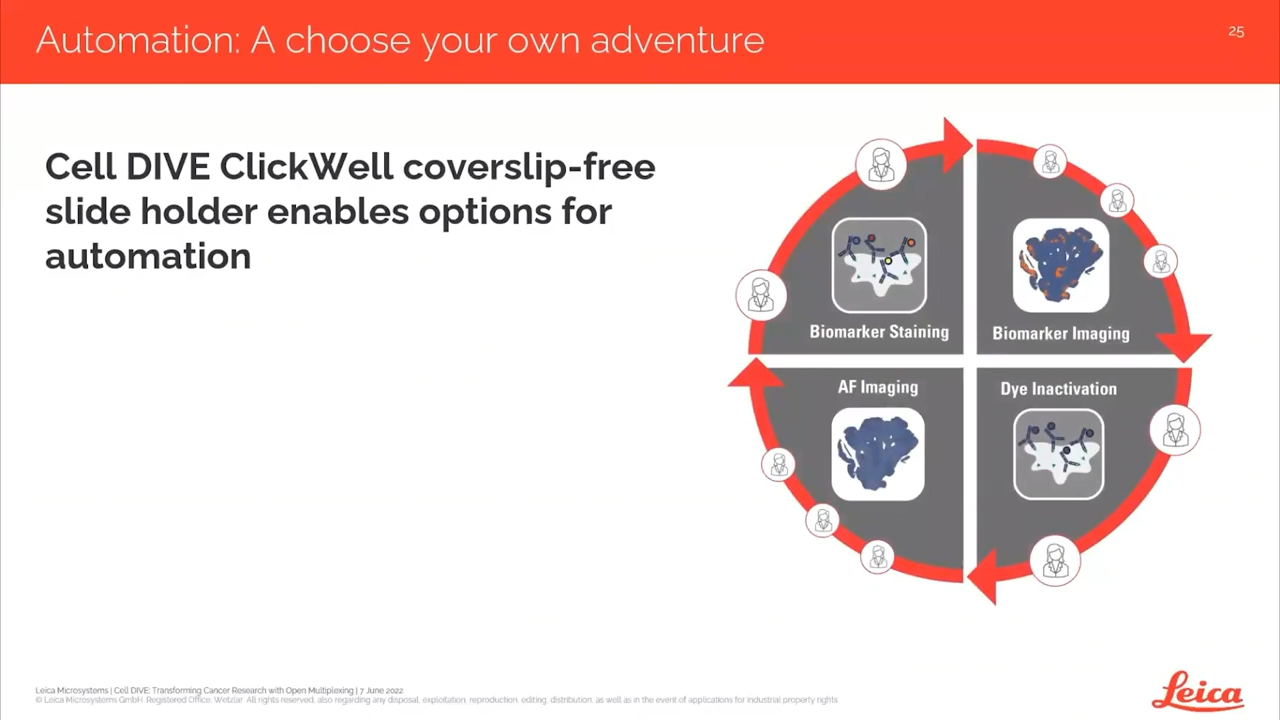 Automation: A choose your own adventure
25
Cell DIVE ClickWell coverslip-free
slide holder enables options for
automation
Biomarker Staining
Biomarker Imaging
AF Imaging
Dye Inactivation
Leica Microsystems | Cell DIVE: Transforming Cancer Research with Open Multiplexing | 7 June 2022
© Leica Microsystems GmbH. Registered Office: Wetzlar. All rights reserved, also regarding any disposal, exploitation, reproduction, editing, distribution, as well as in the event of applications for industrial property rights
Leica